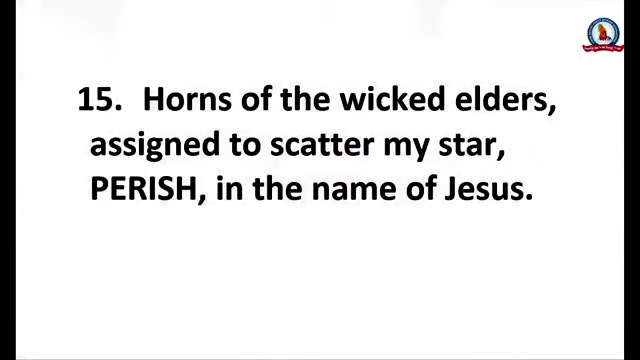 15. Horns of the wicked elders,
assigned to scatter my star,
PERISH, in the name of Jesus.